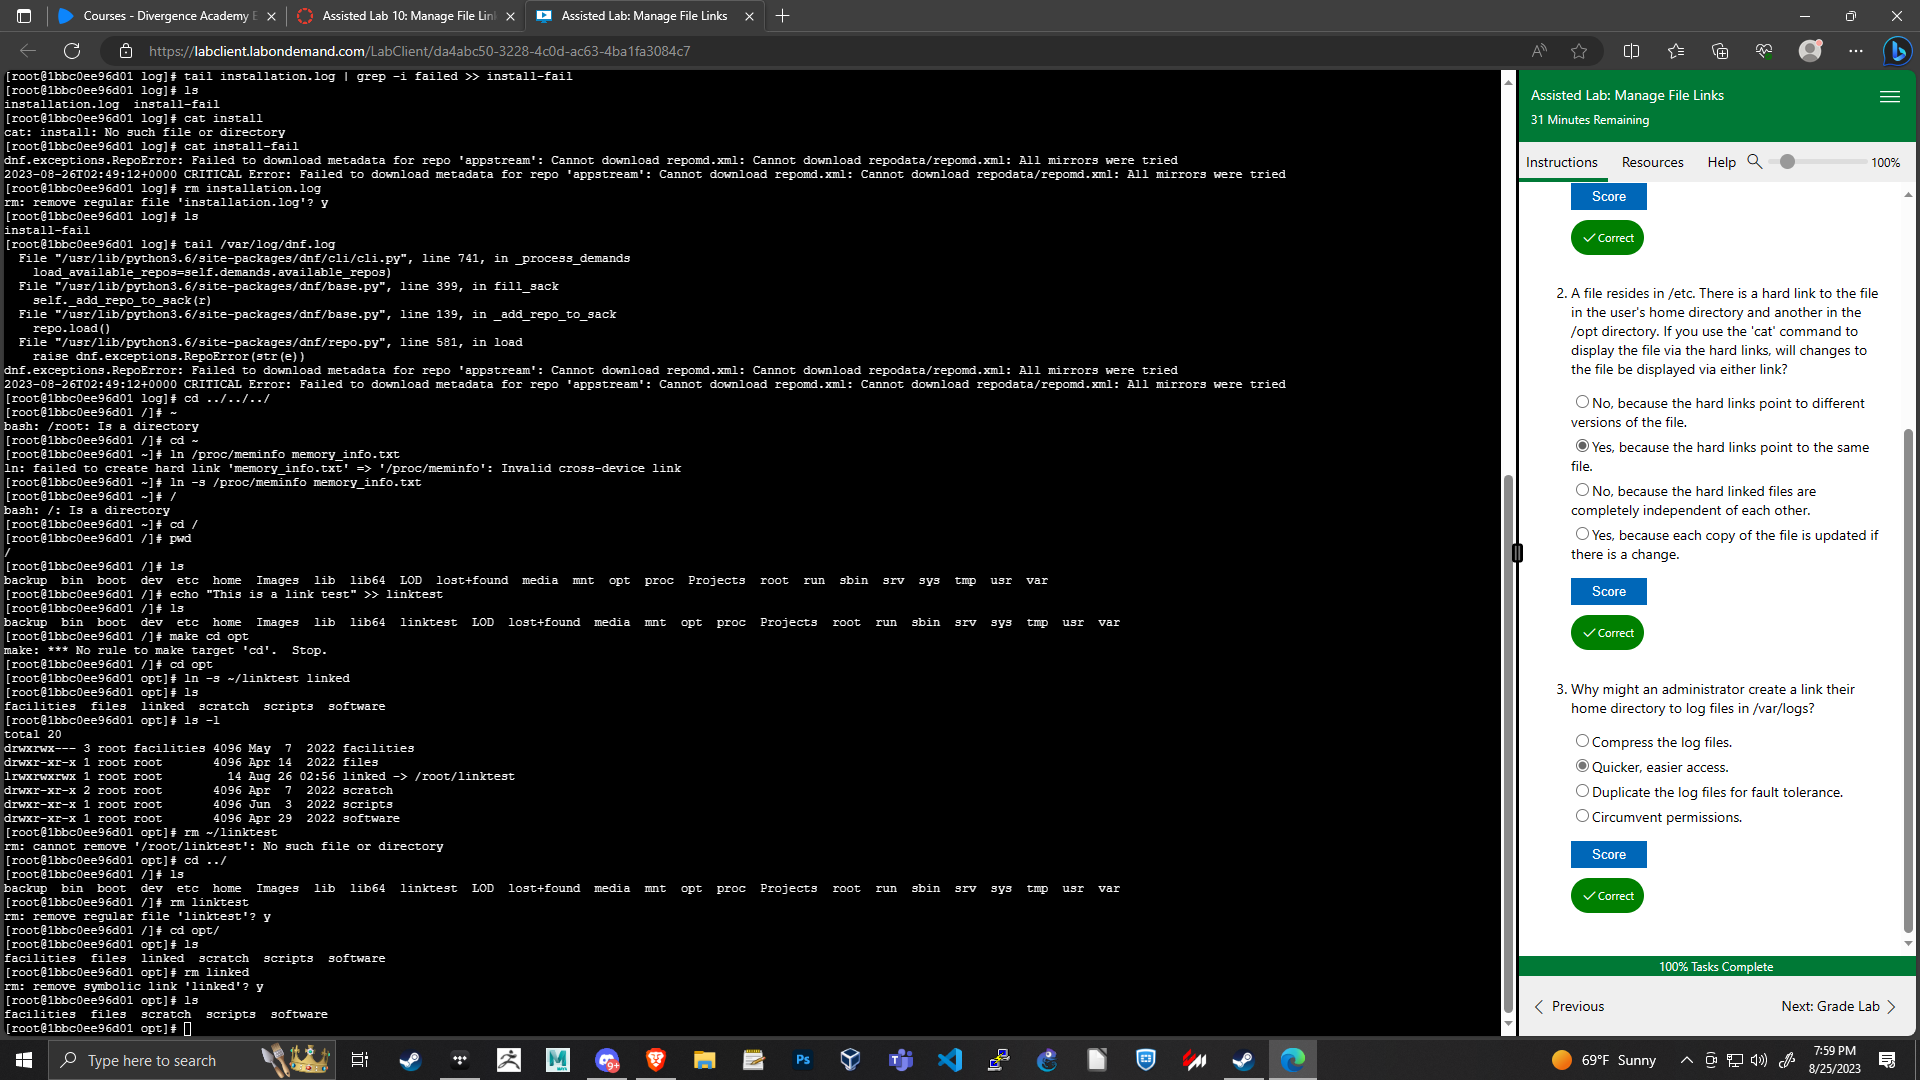 Courses - Divergence Academy E
Assisted Lab 10: Manage File Lin
Assisted Lab: Manage File Links
https://labclient.labondemand.com/LabClient/da4abc50-3228-4c0d-ac63-4ba1fa3084c7
[root@1bbc0ee96d01 log]# tail installation.log | grep -i failed >> install-fail
[root@1bbc0ee96d01 log]# ls
installation.log  install-fail
[root@1bbc0ee96d01 log]# cat install
cat: install: No such file or directory
[root@1bbc0ee96d01 log]# cat install-fail
dnf.exceptions.RepoError: Failed to download metadata for repo 'appstream': Cannot download repomd.xml: Cannot download repodata/repomd.xml: All mirrors were tried
2023-08-26T02:49:12+0000 CRITICAL Error: Failed to download metadata for repo 'appstream': Cannot download repomd.xml: Cannot download repodata/repomd.xml: All mirrors were tried
[root@1bbc0ee96d01 log]# rm installation.log
rm: remove regular file 'installation.log'? y
[root@1bbc0ee96d01 log]# ls
install-fail
[root@1bbc0ee96d01 log]# tail /var/log/dnf.log
  File "/usr/lib/python3.6/site-packages/dnf/cli/cli.py", line 741, in _process_demands
    load_available_repos=self.demands.available_repos)
  File "/usr/lib/python3.6/site-packages/dnf/base.py", line 399, in fill_sack
    self._add_repo_to_sack(r)
  File "/usr/lib/python3.6/site-packages/dnf/base.py", line 139, in _add_repo_to_sack
    repo.load()
  File "/usr/lib/python3.6/site-packages/dnf/repo.py", line 581, in load
    raise dnf.exceptions.RepoError(str(e))
dnf.exceptions.RepoError: Failed to download metadata for repo 'appstream': Cannot download repomd.xml: Cannot download repodata/repomd.xml: All mirrors were tried
2023-08-26T02:49:12+0000 CRITICAL Error: Failed to download metadata for repo 'appstream': Cannot download repomd.xml: Cannot download repodata/repomd.xml: All mirrors were tried
[root@1bbc0ee96d01 log]# cd ../../../
[root@1bbc0ee96d01 /]# ~
bash: /root: Is a directory
[root@1bbc0ee96d01 /]# cd ~
[root@1bbc0ee96d01 ~]# ln /proc/meminfo memory_info.txt
ln: failed to create hard link 'memory_info.txt' => '/proc/meminfo': Invalid cross-device link
[root@1bbc0ee96d01 ~]# ln -s /proc/meminfo memory_info.txt
[root@1bbc0ee96d01 ~]# /
bash: /: Is a directory
[root@1bbc0ee96d01 ~]# cd /
[root@1bbc0ee96d01 /]# pwd
/
[root@1bbc0ee96d01 /]# ls
backup  bin  boot  dev  etc  home  Images  lib  lib64  LOD  lost+found  media  mnt  opt  proc  Projects  root  run  sbin  srv  sys  tmp  usr  var
[root@1bbc0ee96d01 /]# echo "This is a link test" >> linktest
[root@1bbc0ee96d01 /]# ls
backup  bin  boot  dev  etc  home  Images  lib  lib64  linktest  LOD  lost+found  media  mnt  opt  proc  Projects  root  run  sbin  srv  sys  tmp  usr  var
[root@1bbc0ee96d01 /]# make cd opt
make: *** No rule to make target 'cd'.  Stop.
[root@1bbc0ee96d01 /]# cd opt
[root@1bbc0ee96d01 opt]# ln -s ~/linktest linked
[root@1bbc0ee96d01 opt]# ls
facilities  files  linked  scratch  scripts  software
[root@1bbc0ee96d01 opt]# ls -l
total 20
drwxrwx--- 3 root facilities 4096 May  7  2022 facilities
drwxr-xr-x 1 root root       4096 Apr 14  2022 files
lrwxrwxrwx 1 root root         14 Aug 26 02:56 linked -> /root/linktest
drwxr-xr-x 2 root root       4096 Apr  7  2022 scratch
drwxr-xr-x 1 root root       4096 Jun  3  2022 scripts
drwxr-xr-x 1 root root       4096 Apr 29  2022 software
[root@1bbc0ee96d01 opt]# rm ~/linktest
rm: cannot remove '/root/linktest': No such file or directory
[root@1bbc0ee96d01 opt]# cd ../
[root@1bbc0ee96d01 /]# ls
backup  bin  boot  dev  etc  home  Images  lib  lib64  linktest  LOD  lost+found  media  mnt  opt  proc  Projects  root  run  sbin  srv  sys  tmp  usr  var
[root@1bbc0ee96d01 /]# rm linktest
rm: remove regular file 'linktest'? y
[root@1bbc0ee96d01 /]# cd opt/
[root@1bbc0ee96d01 opt]# ls
facilities  files  linked  scratch  scripts  software
[root@1bbc0ee96d01 opt]# rm linked
rm: remove symbolic link 'linked'? y
[root@1bbc0ee96d01 opt]# ls
facilities  files  scratch  scripts  software
[root@1bbc0ee96d01 opt]#
Assisted Lab: Manage File Links
31 Minutes Remaining
Instructions Resources Help 100%
Score
Correct
2. A file resides in /etc. There is a hard link to the file
in the user's home directory and another in the
/opt directory. If you use the 'cat' command to
display the file via the hard links, will changes to
the file be displayed via either link?
No, because the hard links point to different
versions of the file.
Yes, because the hard links point to the same
file.
No, because the hard linked files are
completely independent of each other.
Yes, because each copy of the file is updated if
there is a change.
Score
Correct
3. Why might an administrator create a link their
home directory to log files in /var/logs?
Compress the log files.
Quicker, easier access.
Duplicate the log files for fault tolerance.
Circumvent permissions.
Score
Correct
100% Tasks Complete
Previous
Next: Grade Lab
Type here to search
9+
Ps
69°F Sunny
7:59 PM
8/25/2023